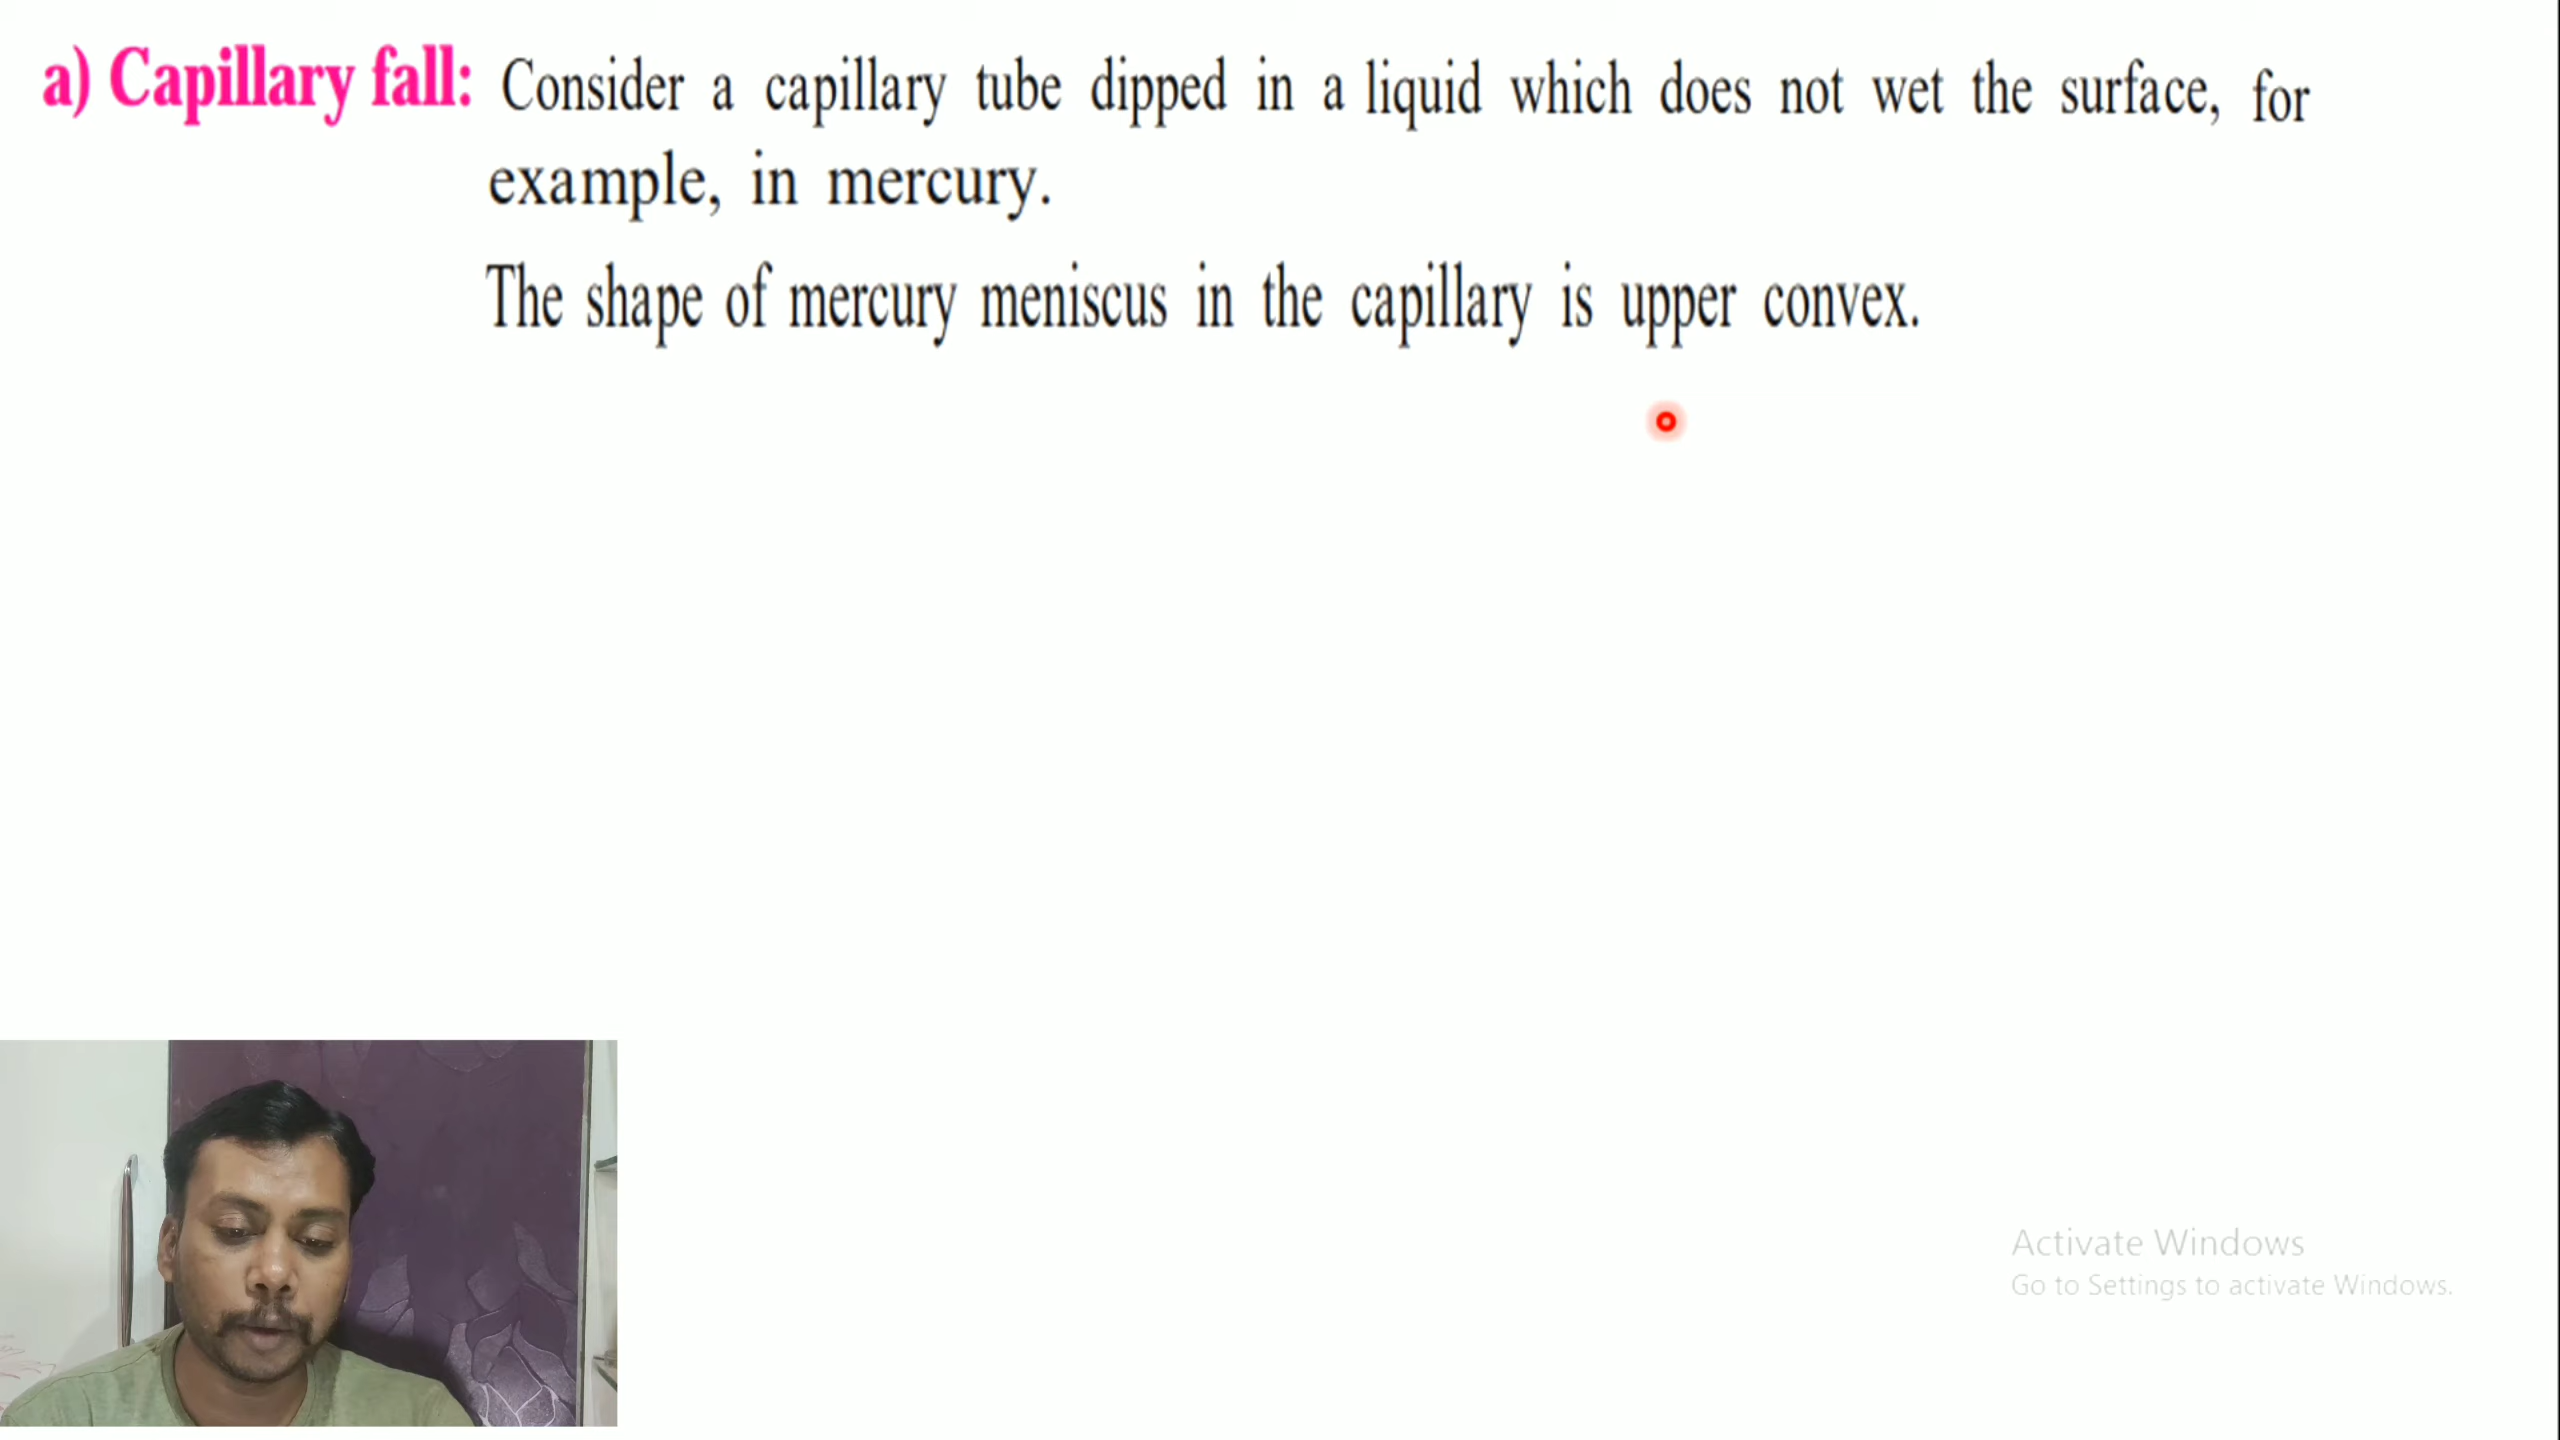 a) Capillary fall: Consider a capillary tube dipped in a liquid which does not wet the surface, for
example, in mercury.
The shape of mercury meniscus in the capillary is upper convex.
Activate Windows
Go to Settings to activate Windows.